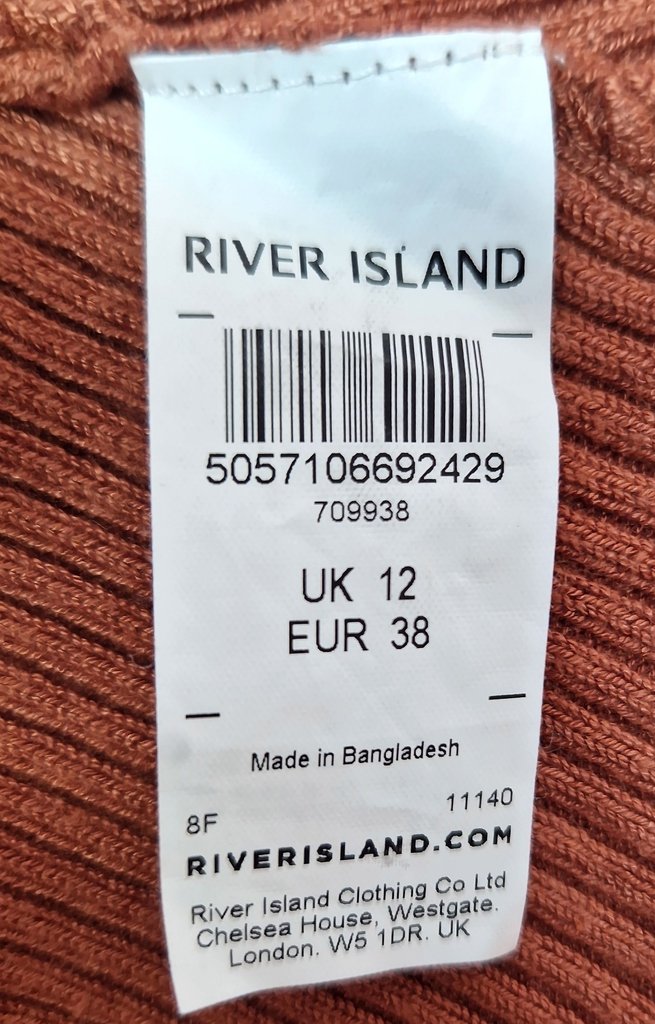 RIVER ISLAND
5057106692429
709938
UK 12
EUR 38
Made in Bangladesh
8F
11140
RIVERISLAND.COM
River Island Clothing Co Ltd
Chelsea House, Westgate.
London. W5 1DR. UK